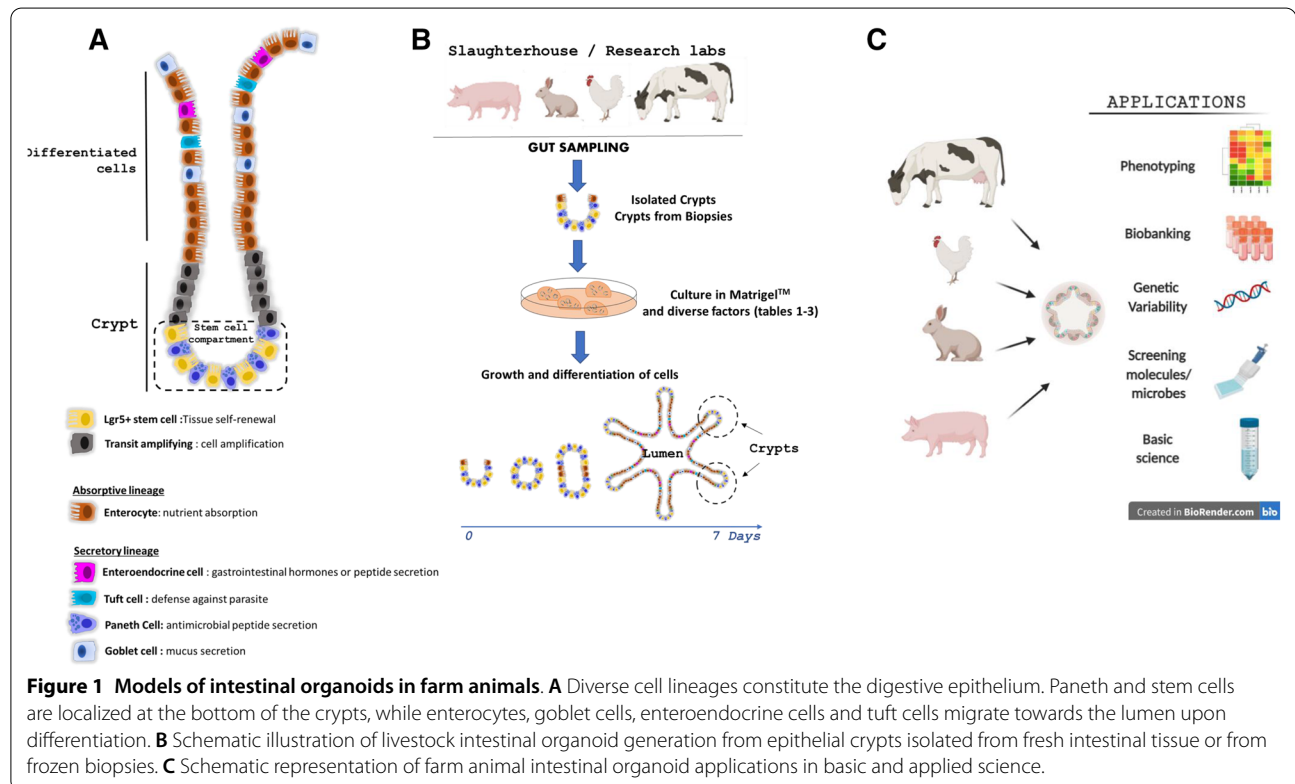 A
Differentiated
cells
Crypt
Stem cell
compartment
Lgr5+ stem cell :Tissue self-renewal
Transit amplifying : cell amplification
Absorptive lineage
Enterocyte: nutrient absorption
Secretory lineage
Enteroendocrine cell : gastrointestinal hormones or peptide secretion
Tuft cell : defense against parasite
Paneth Cell: antimicrobial peptide secretion
Goblet cell : mucus secretion
B
Slaughterhouse / Research labs
GUT SAMPLING
Isolated Crypts
Crypts from Biopsies
Culture in Matrigel™
and diverse factors (tables 1-3)
Growth and differentiation of cells
Lumen
Crypts
0
7 Days
C
APPLICATIONS
Phenotyping
Biobanking
Genetic
Variability
Screening
molecules/
microbes
Basic
science
Created in BioRender.com bio
Figure 1 Models of intestinal organoids in farm animals. A Diverse cell lineages constitute the digestive epithelium. Paneth and stem cells
are localized at the bottom of the crypts, while enterocytes, goblet cells, enteroendocrine cells and tuft cells migrate towards the lumen upon
differentiation. B Schematic illustration of livestock intestinal organoid generation from epithelial crypts isolated from fresh intestinal tissue or from
frozen biopsies. C Schematic representation of farm animal intestinal organoid applications in basic and applied science.